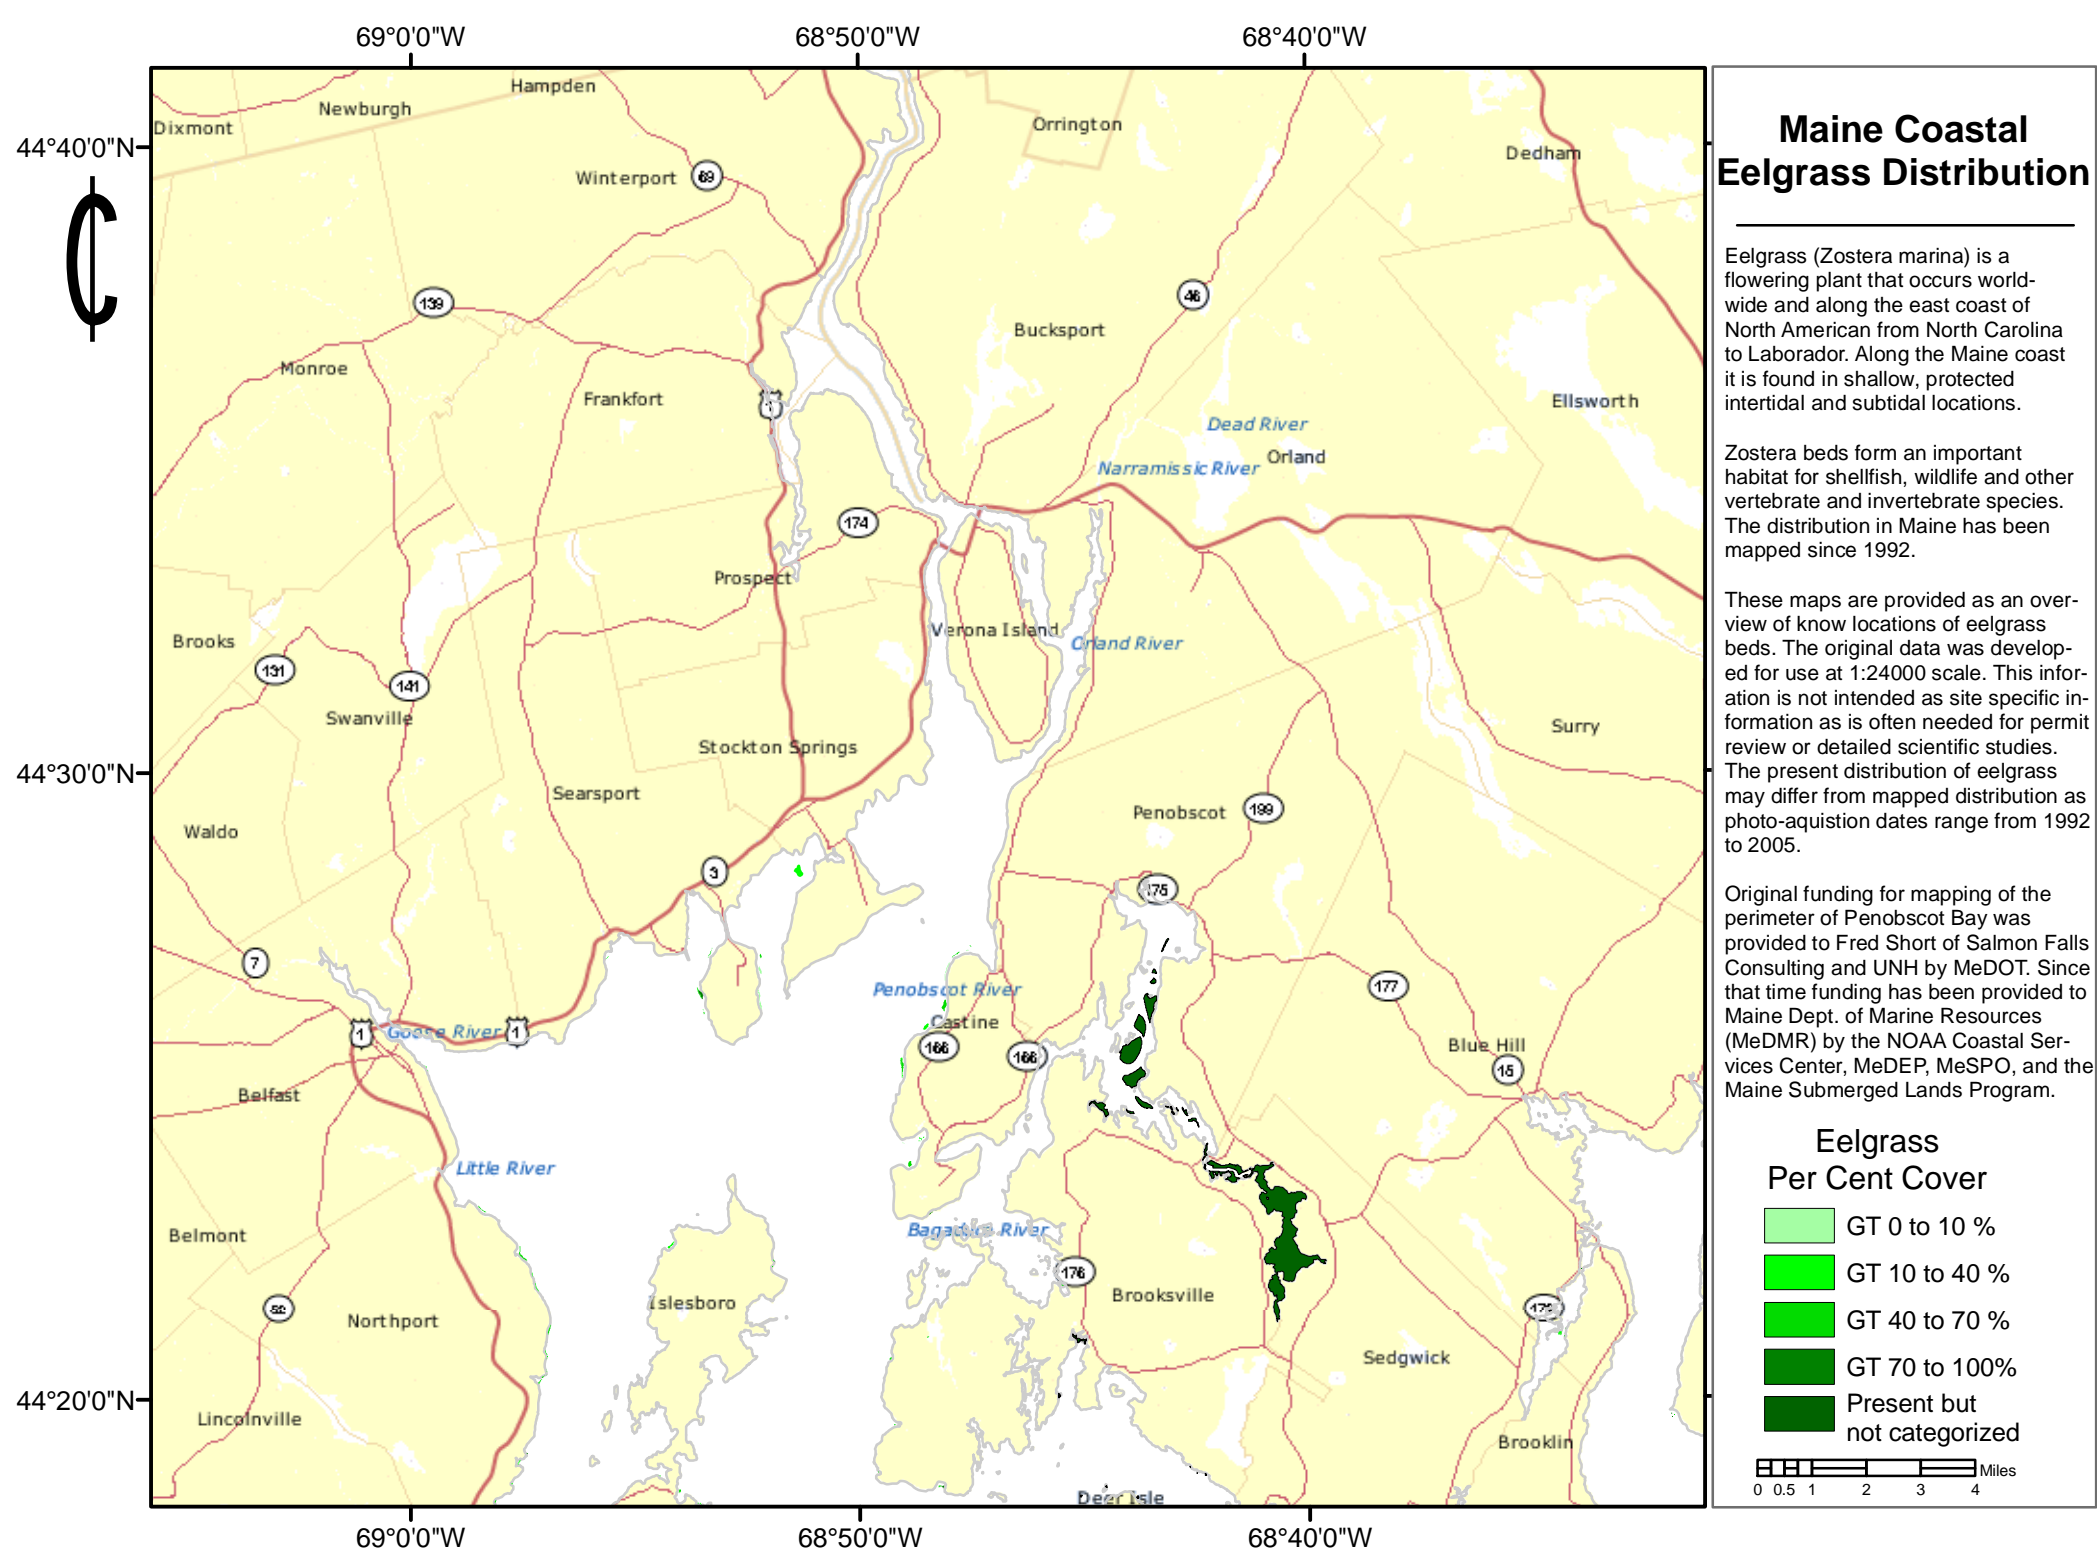 69°0'0"W
68°50'0"W
68°40'0"W
44°40'0"N
44°30'0"N
44°20'0"N
69°0'0"W
68°50'0"W
68°40'0"W
Hampden
Newburgh
Dixmont
Orrington
Dedham
Winterport
69
139
46
Bucksport
Monroe
Frankfort
1
Ellsworth
Dead River
Orland
Narramissic River
174
Prospect
Verona Island
Orland River
Brooks
131
141
Swanville
Surry
Stockton Springs
Searsport
199
Penobscot
Waldo
3
175
7
177
Penobscot River
Castine
Goose River
1
1
166
166
Blue Hill
15
Belfast
Little River
Bagaduce River
Belmont
176
Brooksville
Islesboro
52
Northport
Sedgwick
Lincolnville
Brooklin
Deer Isle
Maine Coastal
Eelgrass Distribution
Eelgrass (Zostera marina) is a
flowering plant that occurs world-
wide and along the east coast of
North American from North Carolina
to Laborador. Along the Maine coast
it is found in shallow, protected
intertidal and subtidal locations.
Zostera beds form an important
habitat for shellfish, wildlife and other
vertebrate and invertebrate species.
The distribution in Maine has been
mapped since 1992.
These maps are provided as an over-
view of know locations of eelgrass
beds. The original data was develop-
ed for use at 1:24000 scale. This infor-
ation is not intended as site specific in-
formation as is often needed for permit
review or detailed scientific studies.
The present distribution of eelgrass
may differ from mapped distribution as
photo-aquistion dates range from 1992
to 2005.
Original funding for mapping of the
perimeter of Penobscot Bay was
provided to Fred Short of Salmon Falls
Consulting and UNH by MeDOT. Since
that time funding has been provided to
Maine Dept. of Marine Resources
(MeDMR) by the NOAA Coastal Ser-
vices Center, MeDEP, MeSPO, and the
Maine Submerged Lands Program.
Eelgrass
Per Cent Cover
GT 0 to 10 %
GT 10 to 40 %
GT 40 to 70 %
GT 70 to 100%
Present but
not categorized
Miles
0 0.5 1 2 3 4